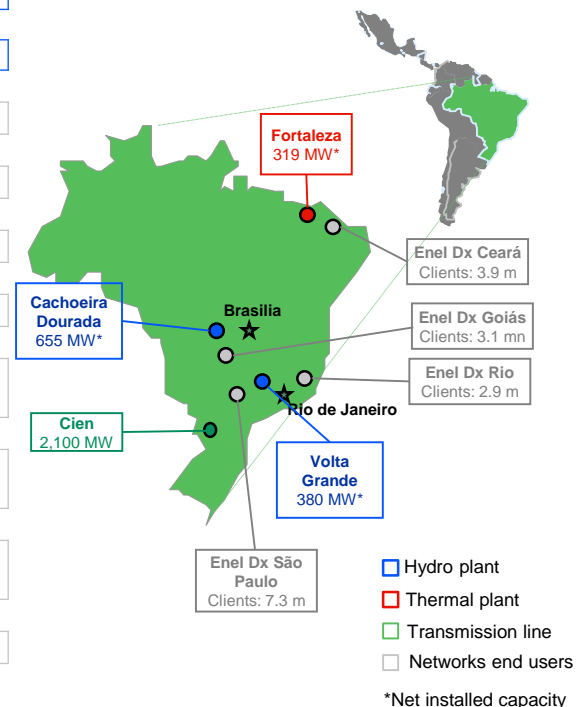 Fortaleza
319 MW*
Enel Dx Ceará
Clients: 3.9 m
Cachoeira
Dourada
655 MW*
Brasilia
Enel Dx Goiás
Clients: 3.1 mn
Enel Dx Rio
Clients: 2.9 m
Rio de Janeiro
Cien
2,100 MW
Volta
Grande
380 MW*
Enel Dx São
Paulo
Clients: 7.3 m
Hydro plant
Thermal plant
Transmission line
Networks end users
*Net installed capacity